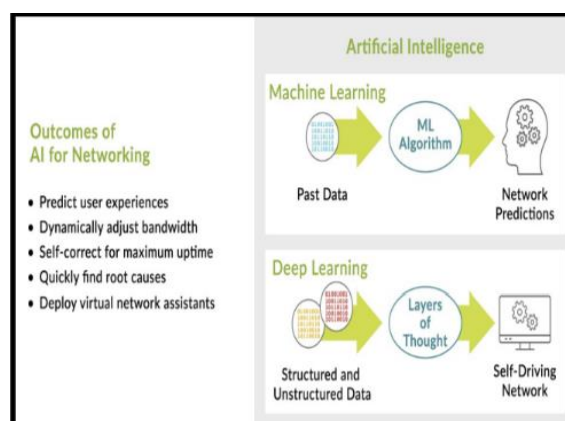 Outcomes of
AI for Networking
• Predict user experiences
• Dynamically adjust bandwidth
• Self-correct for maximum uptime
• Quickly find root causes
• Deploy virtual network assistants
Artificial Intelligence
Machine Learning
ML
Algorithm
Past Data
Network
Predictions
Deep Learning
Layers
of
Thought
Structured and
Unstructured Data
Self-Driving
Network